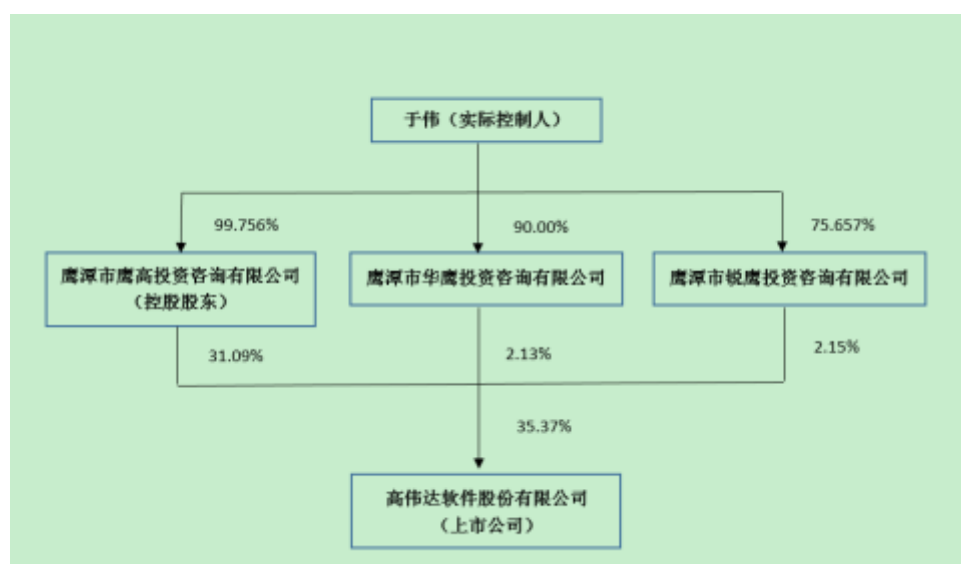 于伟（实际控制人）
99.756%
90.00%
75.657%
鹰潭市鹰高投资咨询有限公司
（控股股东）
鹰潭市华鹰投资咨询有限公司
鹰潭市锐鹰投资咨询有限公司
31.09%
2.13%
2.15%
35.37%
高伟达软件股份有限公司
（上市公司）